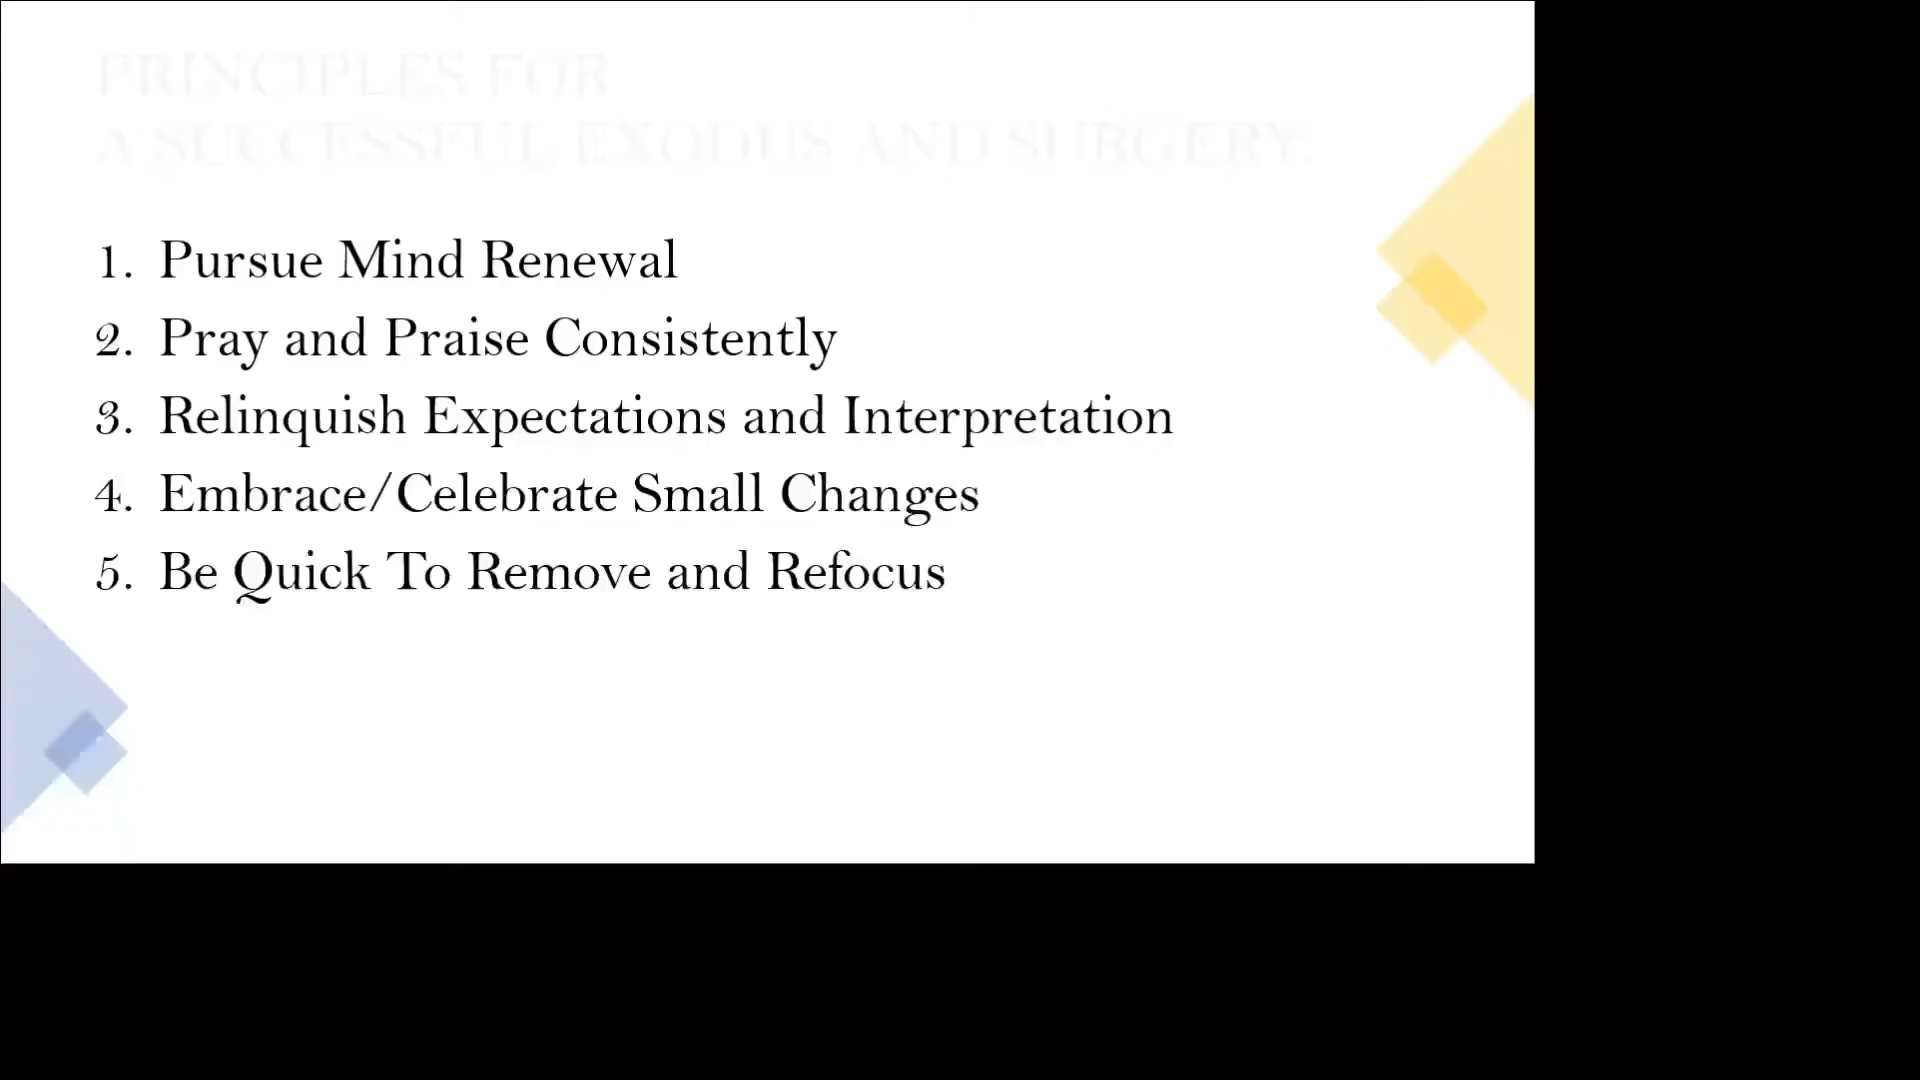 PRINCIPLES FOR
A SUCCESSFUL EXODUS AND SURGERY:
1. Pursue Mind Renewal
2. Pray and Praise Consistently
3. Relinquish Expectations and Interpretation
4. Embrace/Celebrate Small Changes
5. Be Quick To Remove and Refocus